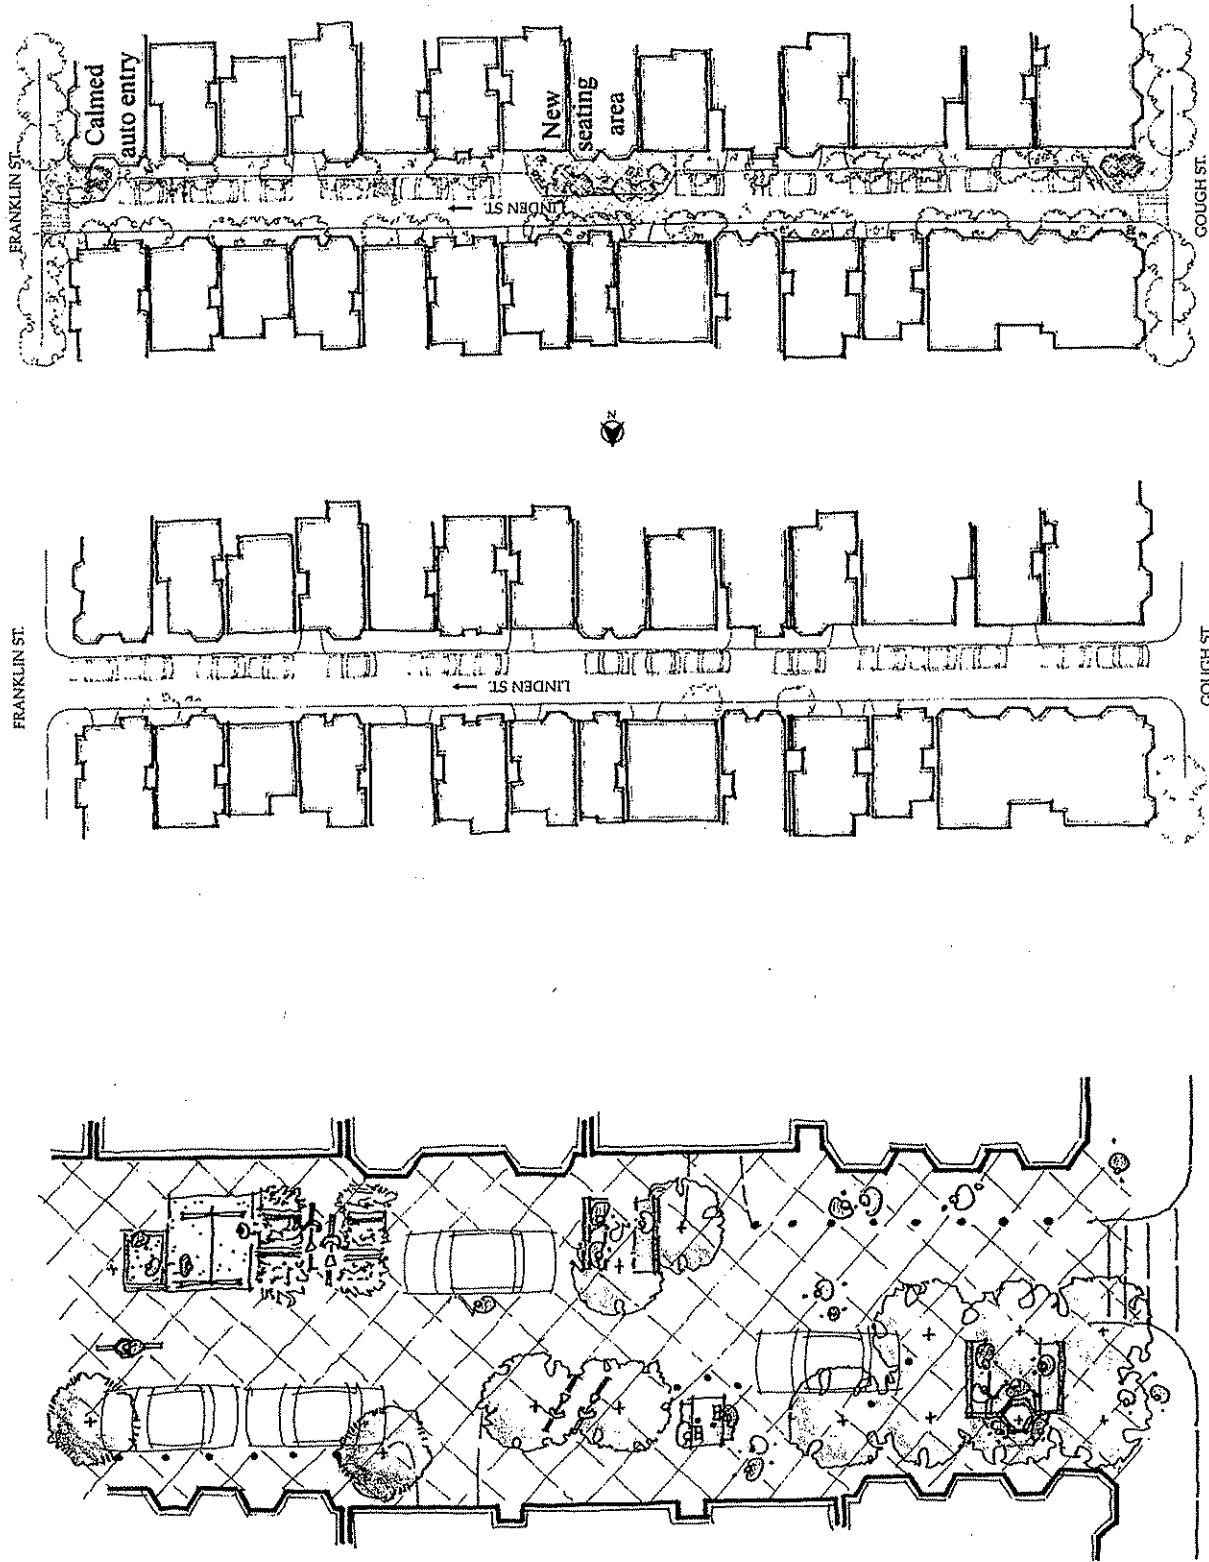 FRANKLIN ST.
Calmed
auto entry
New
seating
area
LINDEN ST.
GOUGH ST.
N
FRANKLIN ST.
LINDEN ST.
GOUGH ST.